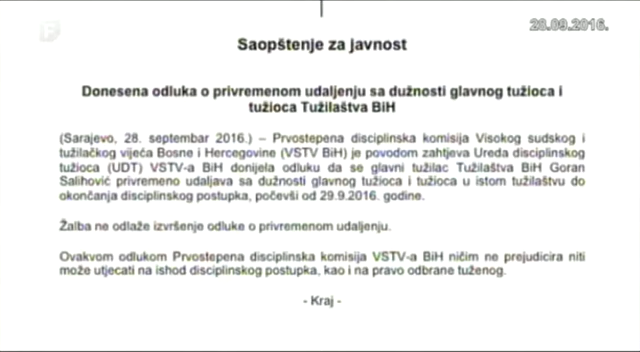 28.09.2016.
Saopštenje za javnost
Donesena odluka o privremenom udaljenju sa dužnosti glavnog tužioca i
tužioca Tužilaštva BiH
(Sarajevo, 28. septembar 2016.) – Prvostepena disciplinska komisija Visokog sudskog i
tužilačkog vijeća Bosne i Hercegovine (VSTV BiH) je povodom zahtjeva Ureda disciplinskog
tužioca (UDT) VSTV-a BiH donijela odluku da se glavni tužilac Tužilaštva BiH Goran
Salihović privremeno udaljava sa dužnosti glavnog tužioca i tužioca u istom tužilaštvu do
okončanja disciplinskog postupka, počevši od 29.9.2016. godine.
Žalba ne odlaže izvršenje odluke o privremenom udaljenju.
Ovakvom odlukom Prvostepena disciplinska komisija VSTV-a BiH ničim ne prejudicira niti
može utjecati na ishod disciplinskog postupka, kao i na pravo odbrane tuženog.
- Kraj -